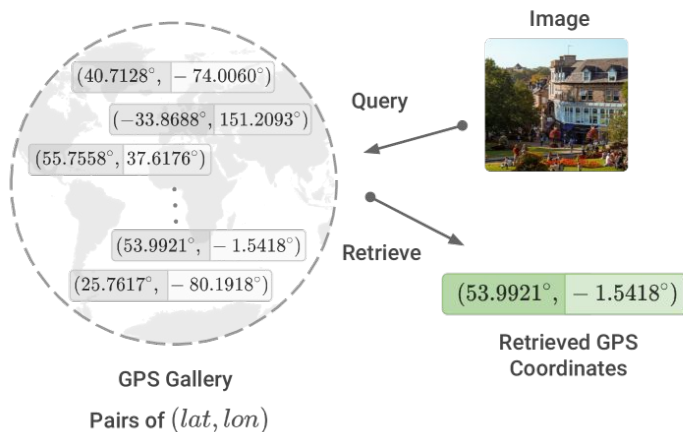 Image
(40.7128°, − 74.0060°)
Query
(−33.8688°, 151.2093°)
(55.7558°, 37.6176°)
Retrieve
(53.9921°, − 1.5418°)
(25.7617°, − 80.1918°)
(53.9921°, − 1.5418°)
Retrieved GPS
Coordinates
GPS Gallery
Pairs of (lat, lon)